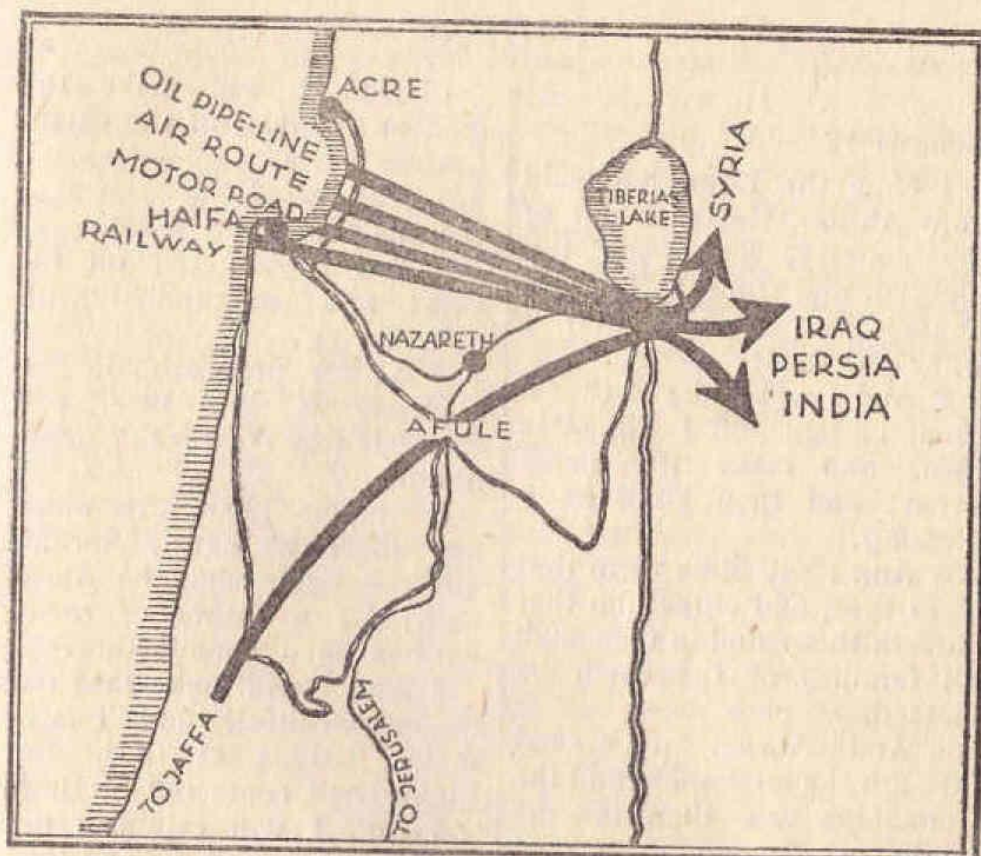 ACRE
OIL PIPE-LINE
AIR ROUTE
MOTOR ROAD
HAIFA
RAILWAY
TIBERIAS
LAKE
SYRIA
NAZARETH
IRAQ
PERSIA
INDIA
AFULE
TO JAFFA
TO JERUSALEM